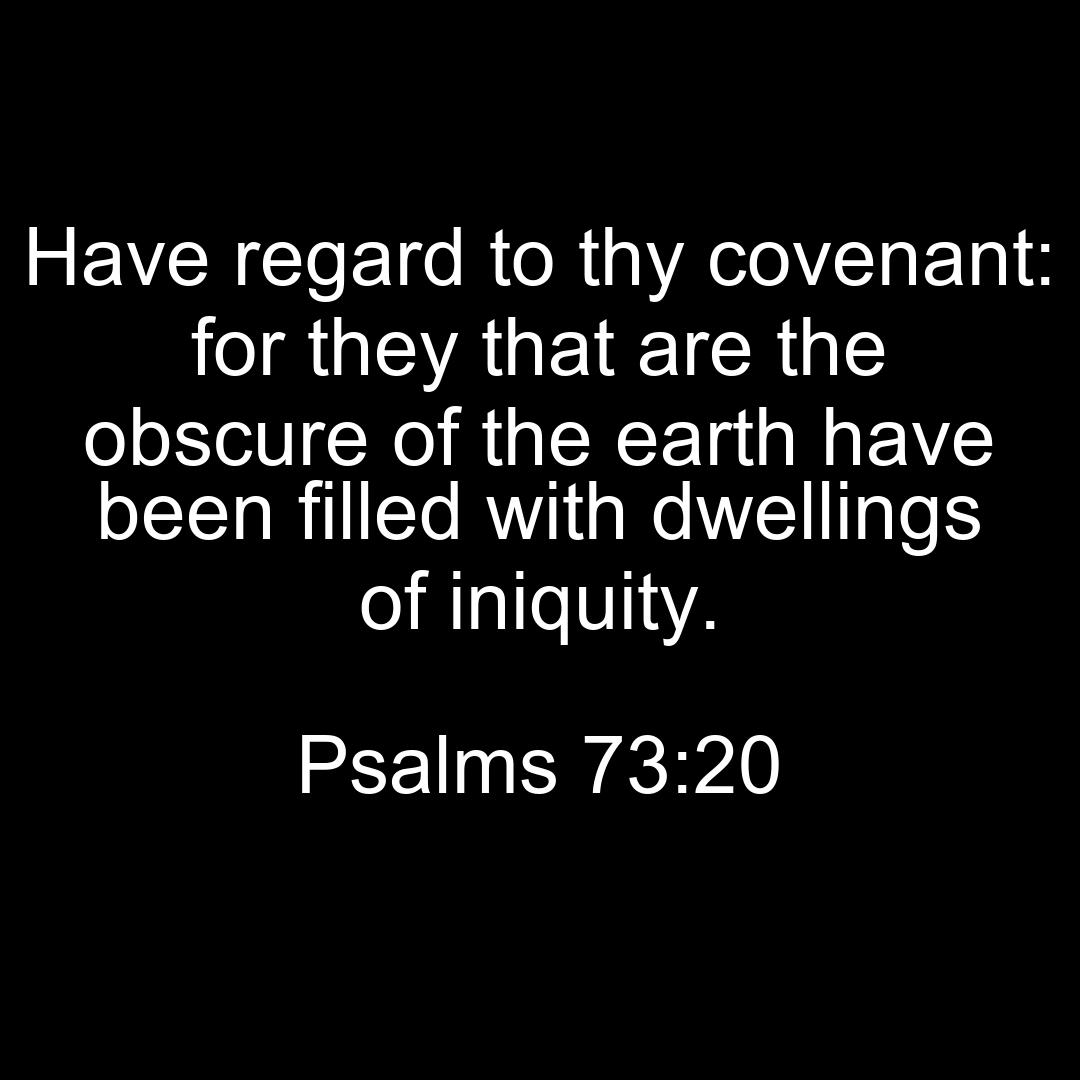 Have regard to thy covenant:
for they that are the
obscure of the earth have
been filled with dwellings
of iniquity.
Psalms 73:20